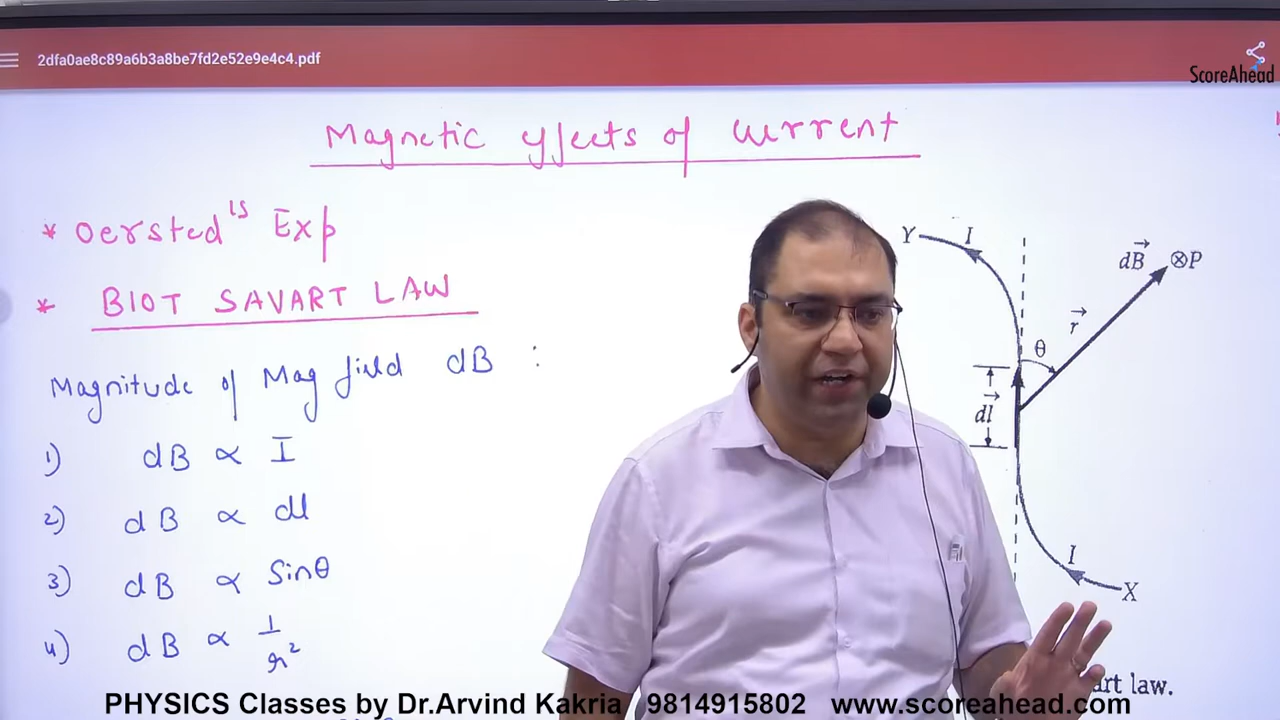 2dfa0ae8c89a6b3a8be7fd2e52e9e4c4.pdf
ScoreAhead
Magnetic effects of current
* Oersted's Exp
* BIOT SAVART LAW
Magnitude of Mag field dB :
1) dB ∝ I
2) dB ∝ dl
3) dB ∝ Sinθ
4) dB ∝ 1/r²
Y I
dB⃗ ⊗P
r⃗
θ
dl⃗
I
X
law.
PHYSICS Classes by Dr.Arvind Kakria 9814915802 www.scoreahead.com